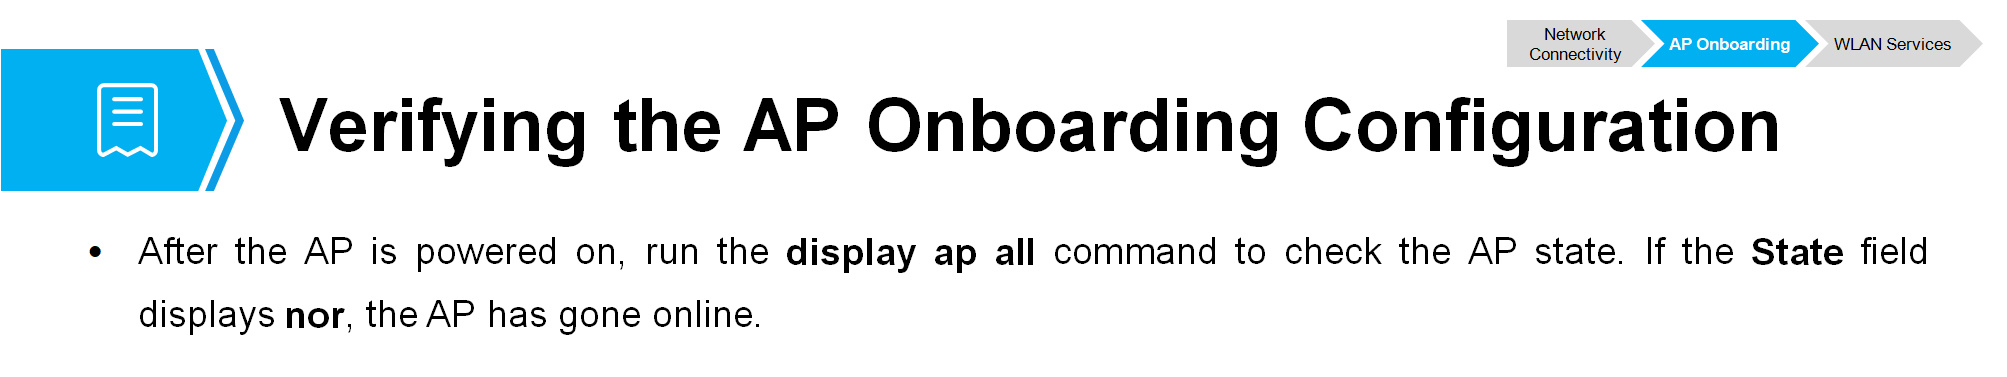 Network
Connectivity
AP Onboarding
WLAN Services
Verifying the AP Onboarding Configuration
• After the AP is powered on, run the display ap all command to check the AP state. If the State field
displays nor, the AP has gone online.